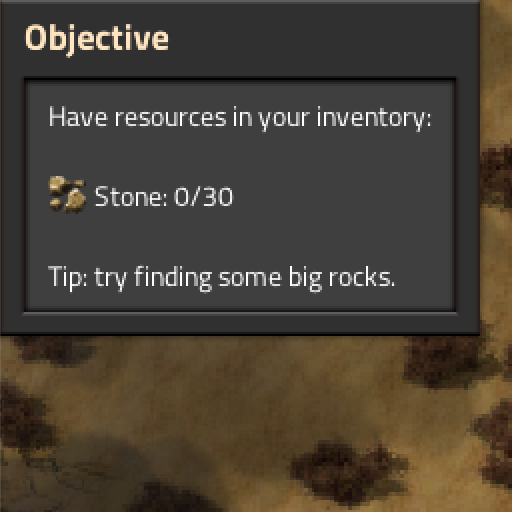 Objective
Have resources in your inventory:
Stone: 0/30
Tip: try finding some big rocks.